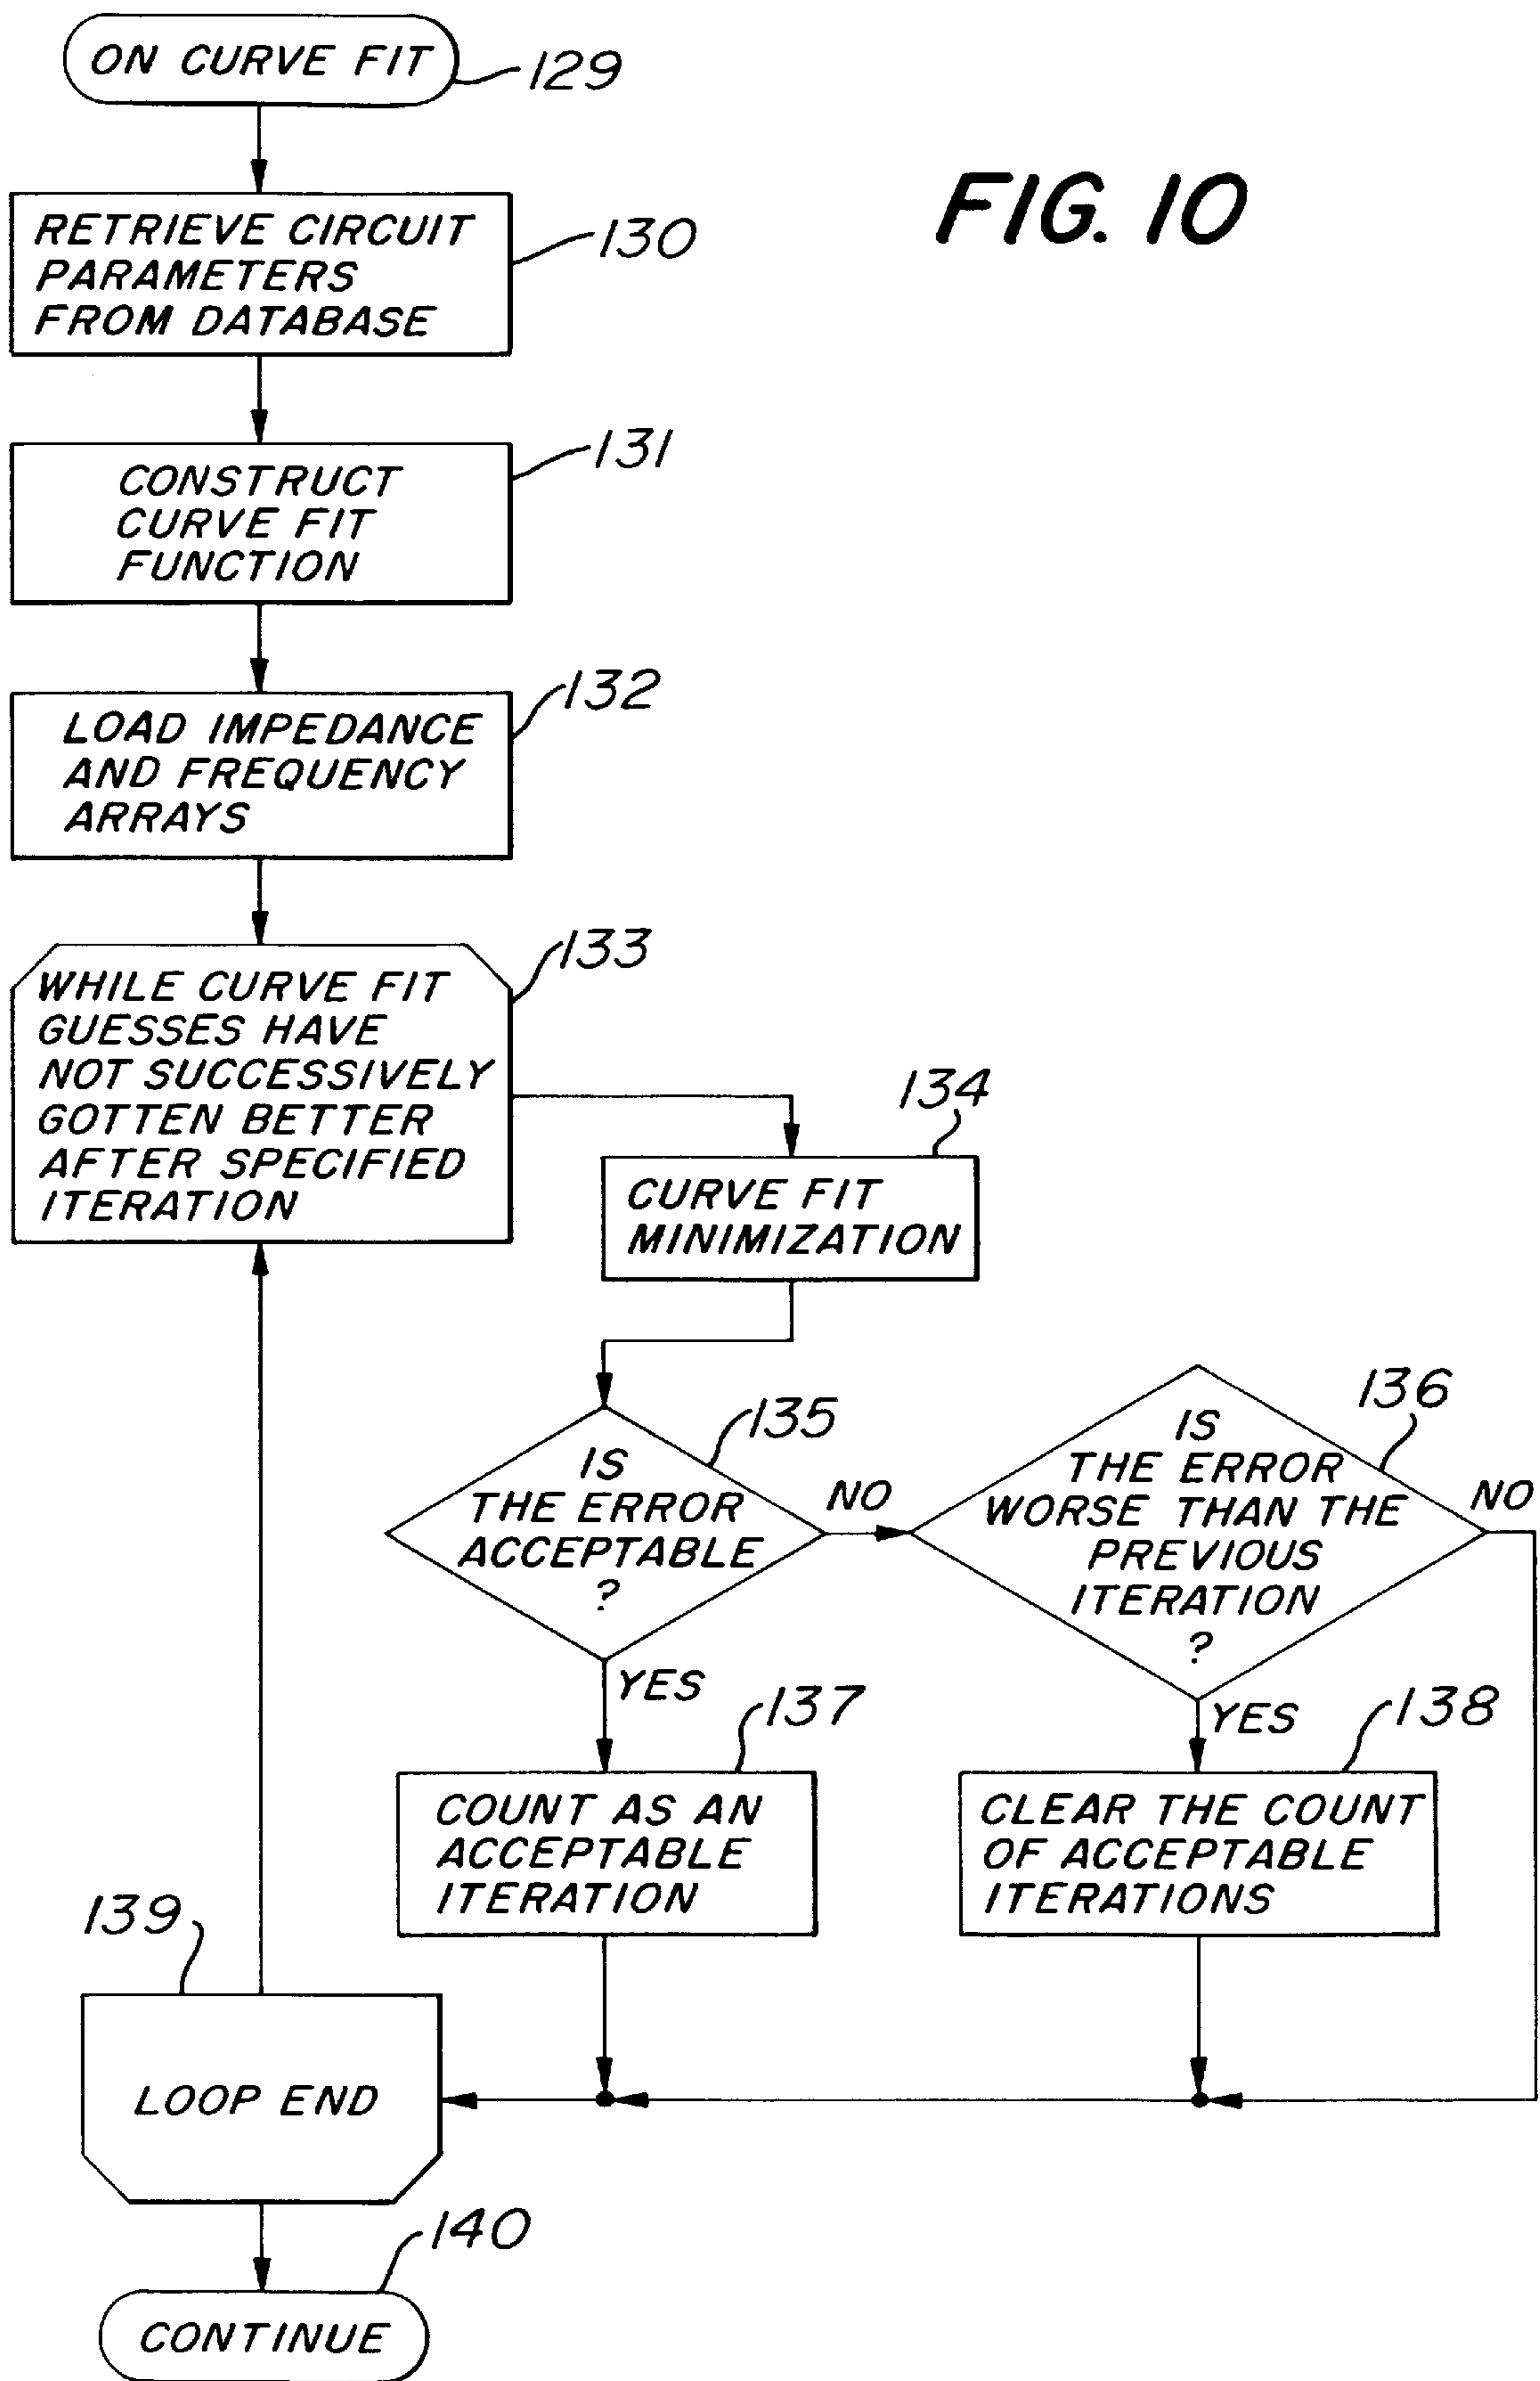 ON CURVE FIT
129
FIG. 10
RETRIEVE CIRCUIT
PARAMETERS
FROM DATABASE
130
CONSTRUCT
CURVE FIT
FUNCTION
131
LOAD IMPEDANCE
AND FREQUENCY
ARRAYS
132
WHILE CURVE FIT
GUESSES HAVE
NOT SUCCESSIVELY
GOTTEN BETTER
AFTER SPECIFIED
ITERATION
133
134
CURVE FIT
MINIMIZATION
135
IS
THE ERROR
ACCEPTABLE
?
NO
136
IS
THE ERROR
WORSE THAN THE
PREVIOUS
ITERATION
?
NO
YES
137
COUNT AS AN
ACCEPTABLE
ITERATION
YES
138
CLEAR THE COUNT
OF ACCEPTABLE
ITERATIONS
139
LOOP END
140
CONTINUE